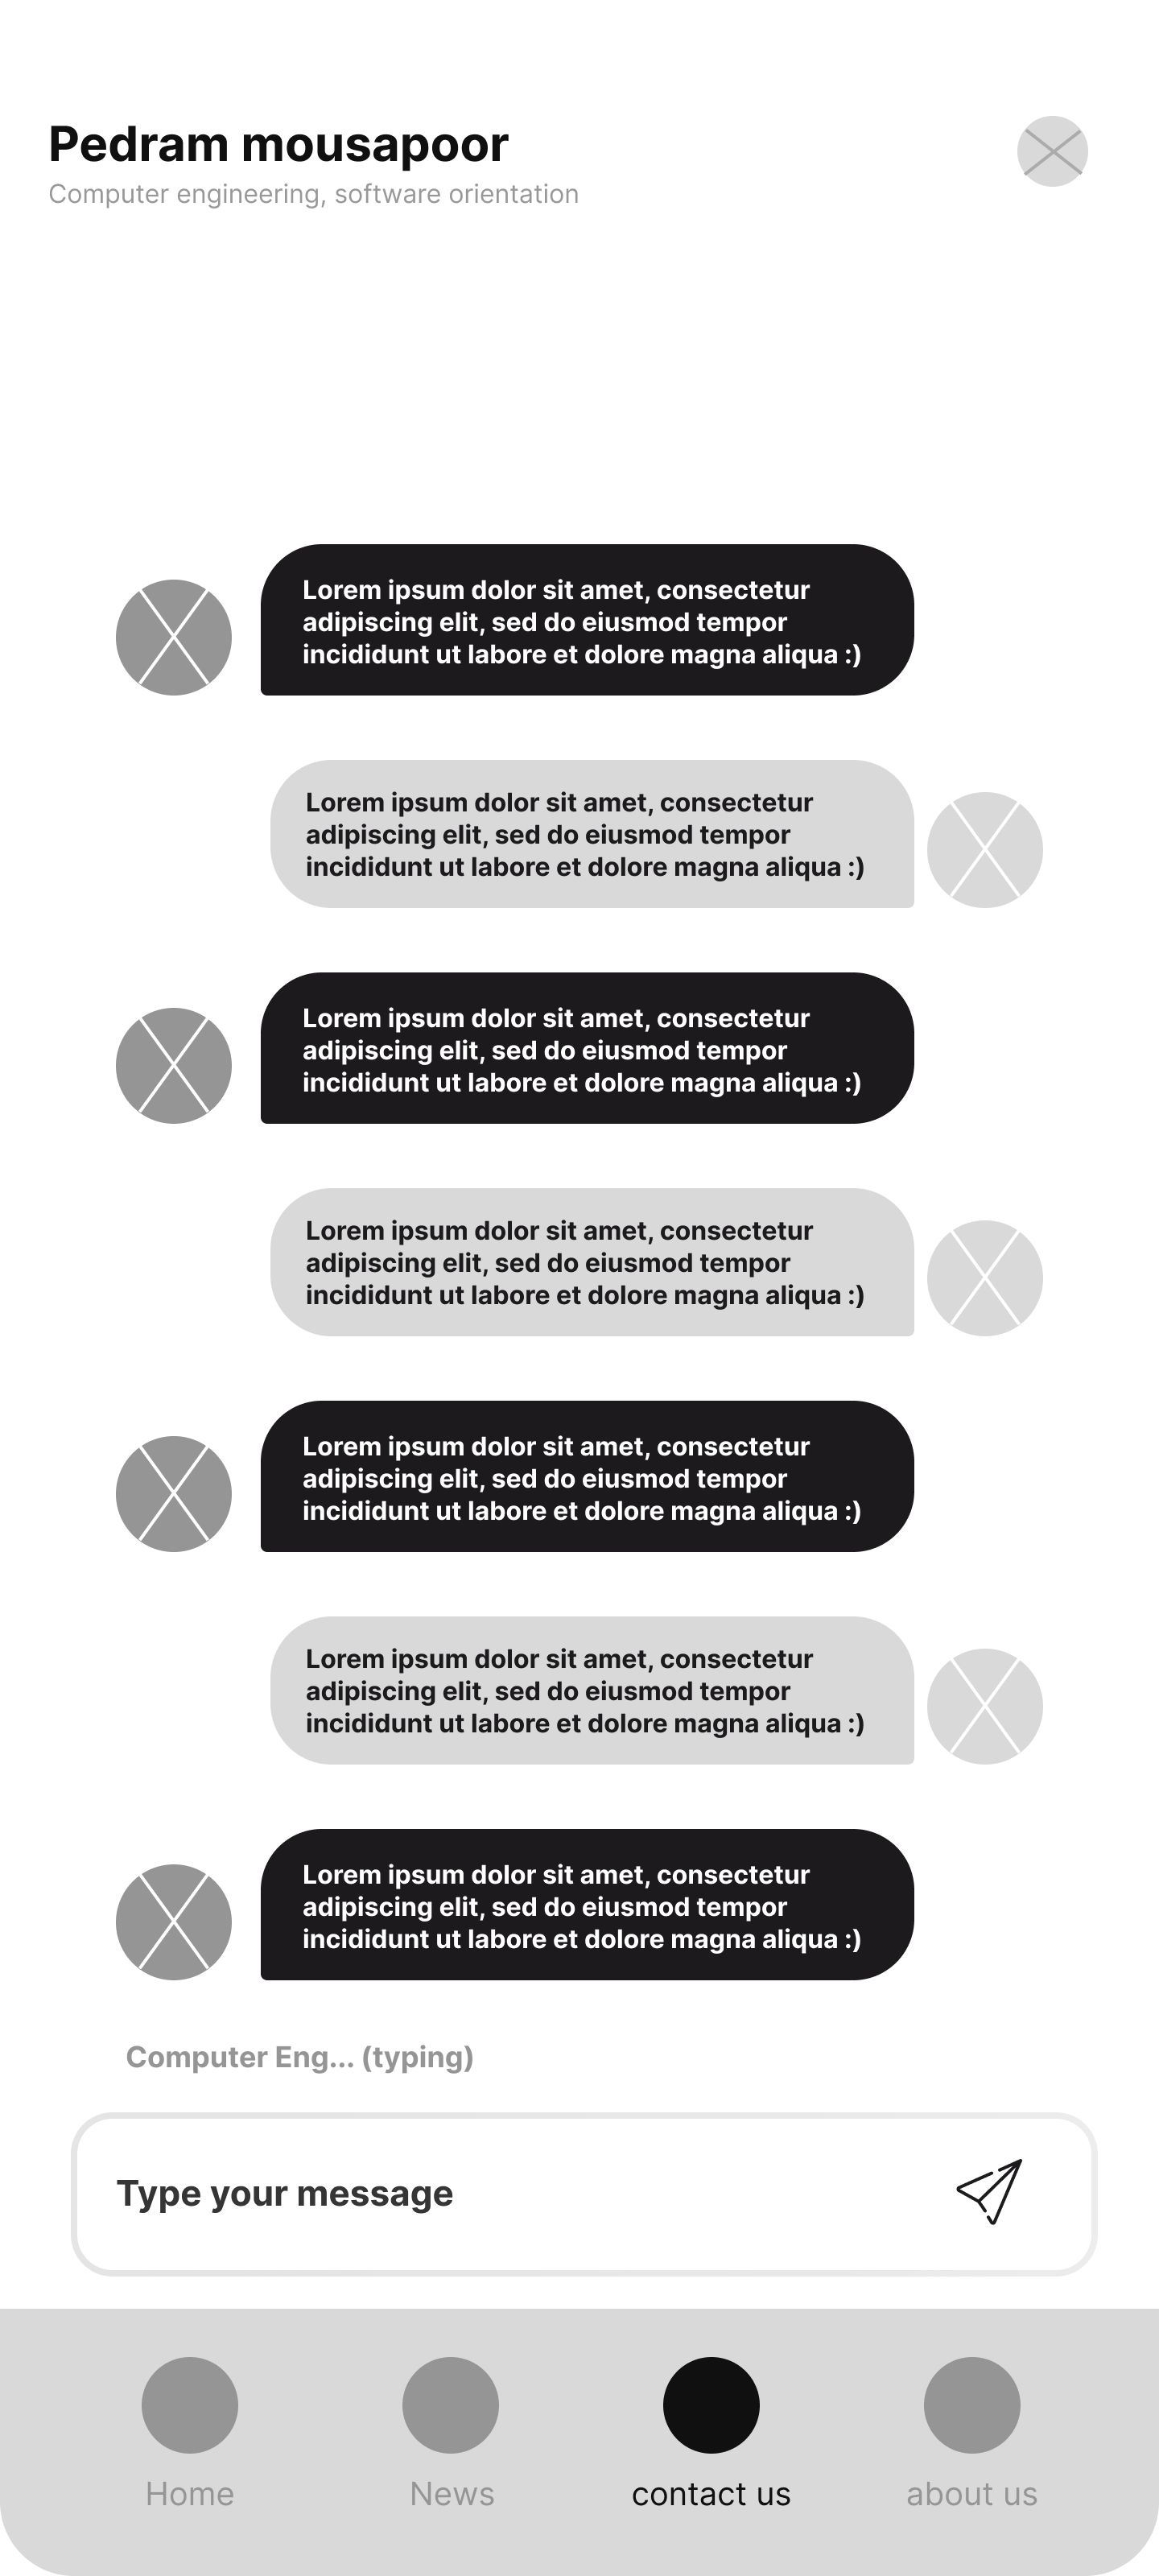 Pedram mousapoor
Computer engineering, software orientation
Lorem ipsum dolor sit amet, consectetur
adipiscing elit, sed do eiusmod tempor
incididunt ut labore et dolore magna aliqua :)
Lorem ipsum dolor sit amet, consectetur
adipiscing elit, sed do eiusmod tempor
incididunt ut labore et dolore magna aliqua :)
Lorem ipsum dolor sit amet, consectetur
adipiscing elit, sed do eiusmod tempor
incididunt ut labore et dolore magna aliqua :)
Lorem ipsum dolor sit amet, consectetur
adipiscing elit, sed do eiusmod tempor
incididunt ut labore et dolore magna aliqua :)
Lorem ipsum dolor sit amet, consectetur
adipiscing elit, sed do eiusmod tempor
incididunt ut labore et dolore magna aliqua :)
Lorem ipsum dolor sit amet, consectetur
adipiscing elit, sed do eiusmod tempor
incididunt ut labore et dolore magna aliqua :)
Lorem ipsum dolor sit amet, consectetur
adipiscing elit, sed do eiusmod tempor
incididunt ut labore et dolore magna aliqua :)
Computer Eng... (typing)
Type your message
Home News contact us about us